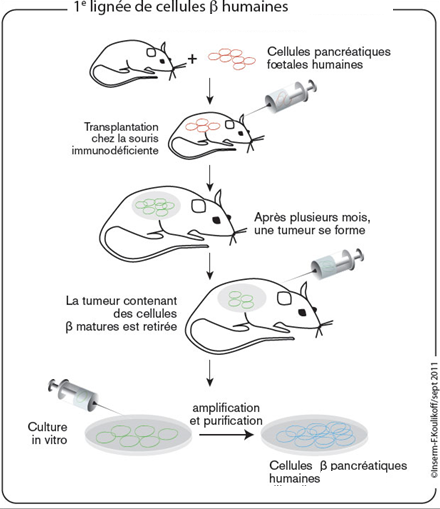 1e lignée de cellules β humaines
+
Cellules pancréatiques
fœtales humaines
Transplantation
chez la souris
immunodéficiente
Après plusieurs mois,
une tumeur se forme
La tumeur contenant
des cellules
β matures est retirée
Culture
in vitro
amplification
et purification
Cellules β pancréatiques
humaines
©Inserm-F.Koulikoff/sept 2011